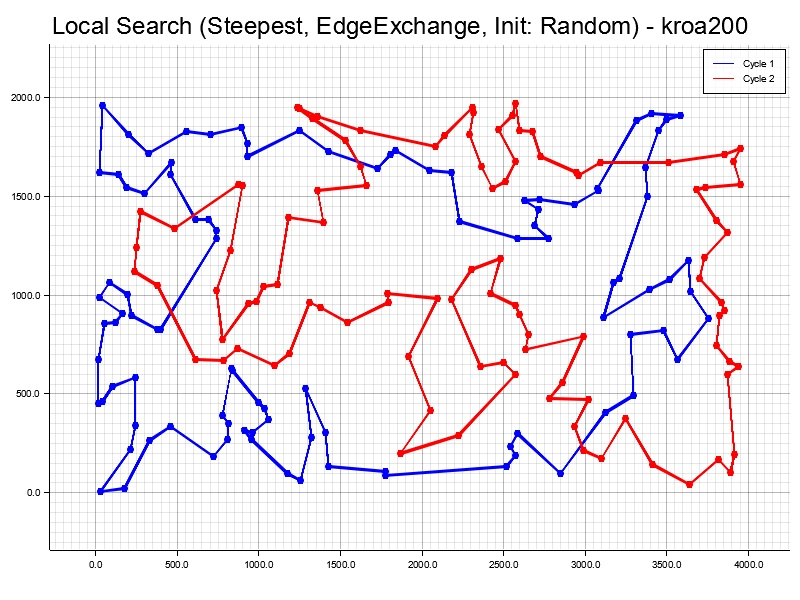 Local Search (Steepest, EdgeExchange, Init: Random) - kroa200
Cycle 1
Cycle 2
2000.0
1500.0
1000.0
500.0
0.0
0.0 500.0 1000.0 1500.0 2000.0 2500.0 3000.0 3500.0 4000.0